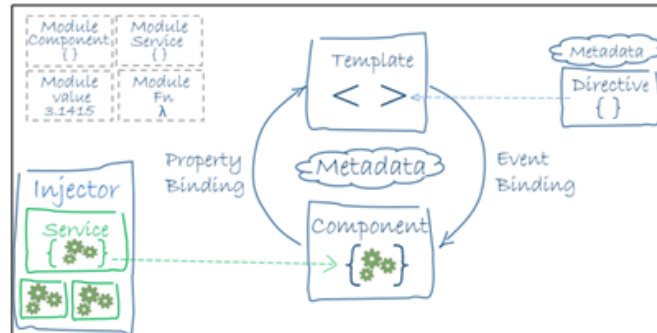 Module
Component
{ }
Module
Service
{ }
Module
value
3.1415
Module
Fn
λ
Template
< >
Metadata
Directive
{ }
Property
Binding
Metadata
Event
Binding
Injector
Service
{ }
Component
{ }